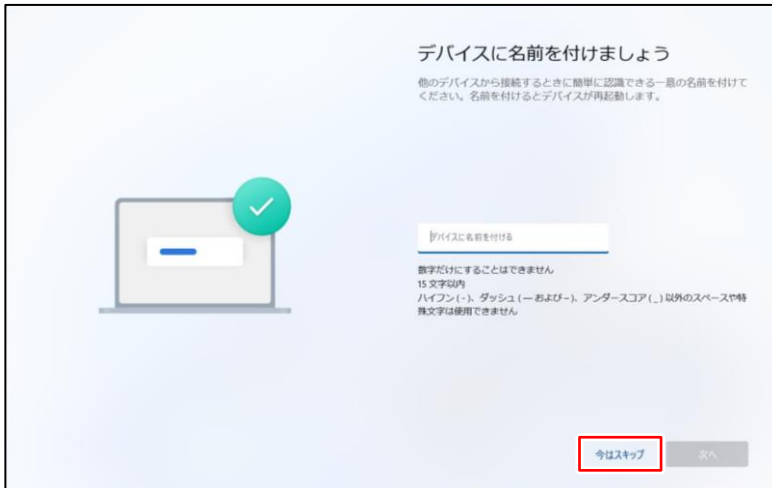 デバイスに名前を付けましょう
他のデバイスから接続するときに簡単に認識できる一意の名前を付けて
ください。名前を付けるとデバイスが再起動します。
デバイスに名前を付ける
数字だけにすることはできません
15 文字以内
ハイフン ( - )、ダッシュ ( — および – )、アンダースコア ( _ ) 以外のスペースや特
殊文字は使用できません
今はスキップ
次へ